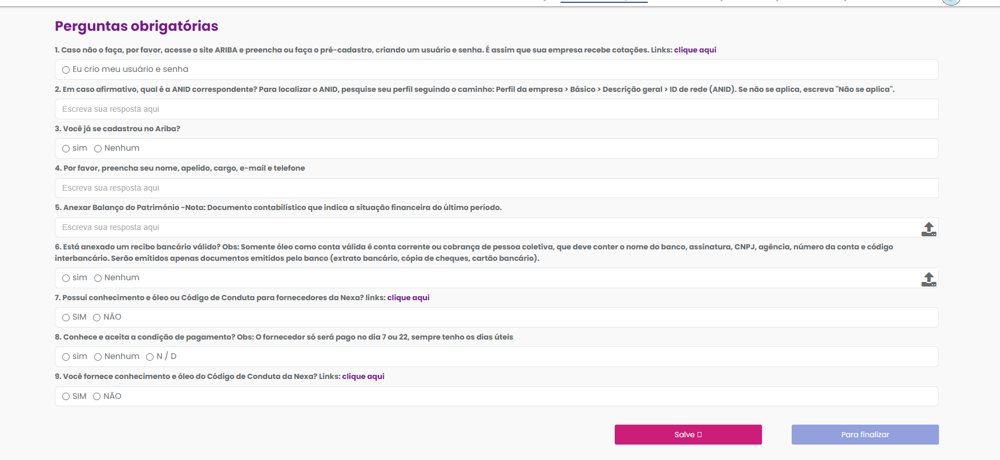 Perguntas obrigatórias
1. Caso não o faça, por favor, acesse o site ARIBA e preencha ou faça o pré-cadastro, criando um usuário e senha. É assim que sua empresa recebe cotações. Links: clique aqui
Eu crio meu usuário e senha
2. Em caso afirmativo, qual é a ANID correspondente? Para localizar o ANID, pesquise seu perfil seguindo o caminho: Perfil da empresa > Básico > Descrição geral > ID de rede (ANID). Se não se aplica, escreva "Não se aplica".
Escreva sua resposta aqui
3. Você já se cadastrou no Ariba?
sim Nenhum
4. Por favor, preencha seu nome, apelido, cargo, e-mail e telefone
Escreva sua resposta aqui
5. Anexar Balanço do Património -Nota: Documento contabilístico que indica a situação financeira do último período.
Escreva sua resposta aqui
6. Está anexado um recibo bancário válido? Obs: Somente óleo como conta válida é conta corrente ou cobrança de pessoa coletiva, que deve conter o nome do banco, assinatura, CNPJ, agência, número da conta e código
interbancário. Serão emitidos apenas documentos emitidos pelo banco (extrato bancário, cópia de cheques, cartão bancário).
sim Nenhum
7. Possui conhecimento e óleo ou Código de Conduta para fornecedores da Nexa? links: clique aqui
SIM NÃO
8. Conhece e aceita a condição de pagamento? Obs: O fornecedor só será pago no dia 7 ou 22, sempre tenho os dias úteis
sim Nenhum N / D
9. Você fornece conhecimento e óleo do Código de Conduta da Nexa? Links: clique aqui
SIM NÃO
Salve Para finalizar